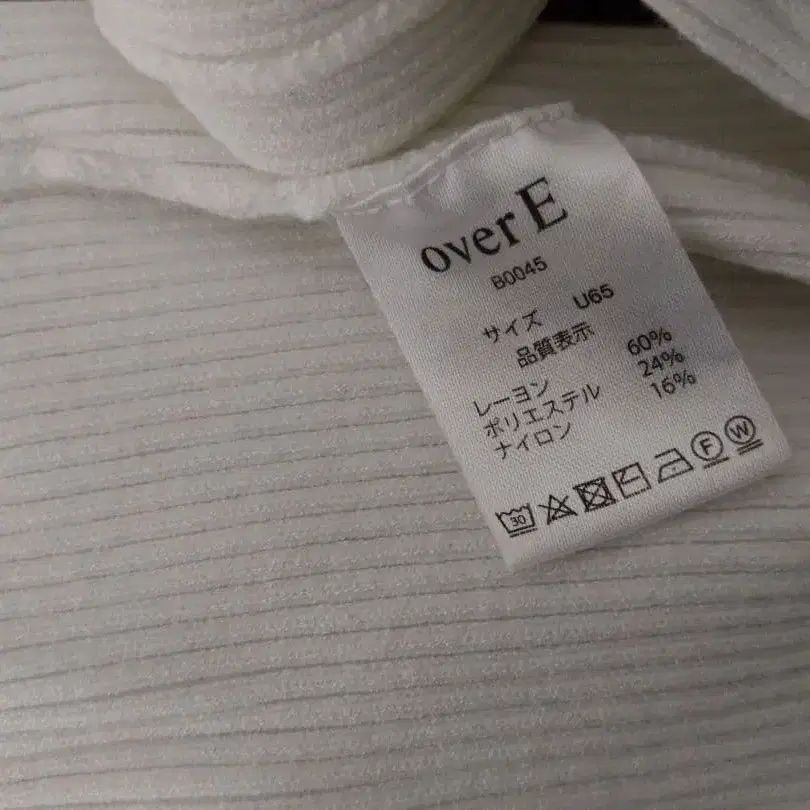 over E
B0045
サイズ U65
品質表示
レーヨン 60%
ポリエステル 24%
ナイロン 16%
30 F W